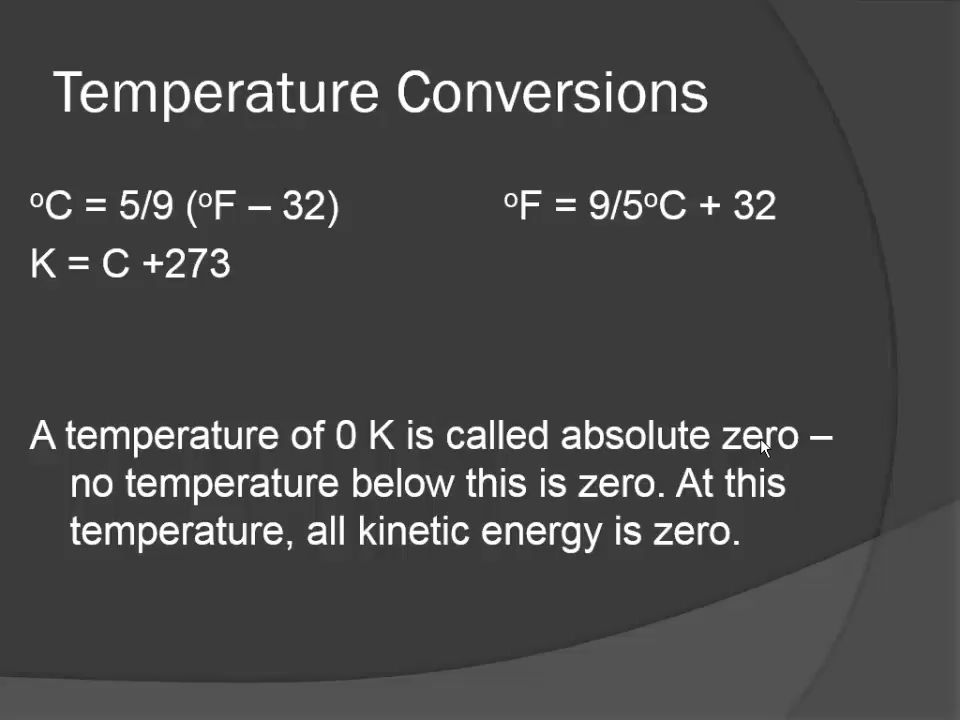 Temperature Conversions
ºC = 5/9 (ºF – 32) ºF = 9/5ºC + 32
K = C +273
A temperature of 0 K is called absolute zero –
no temperature below this is zero. At this
temperature, all kinetic energy is zero.